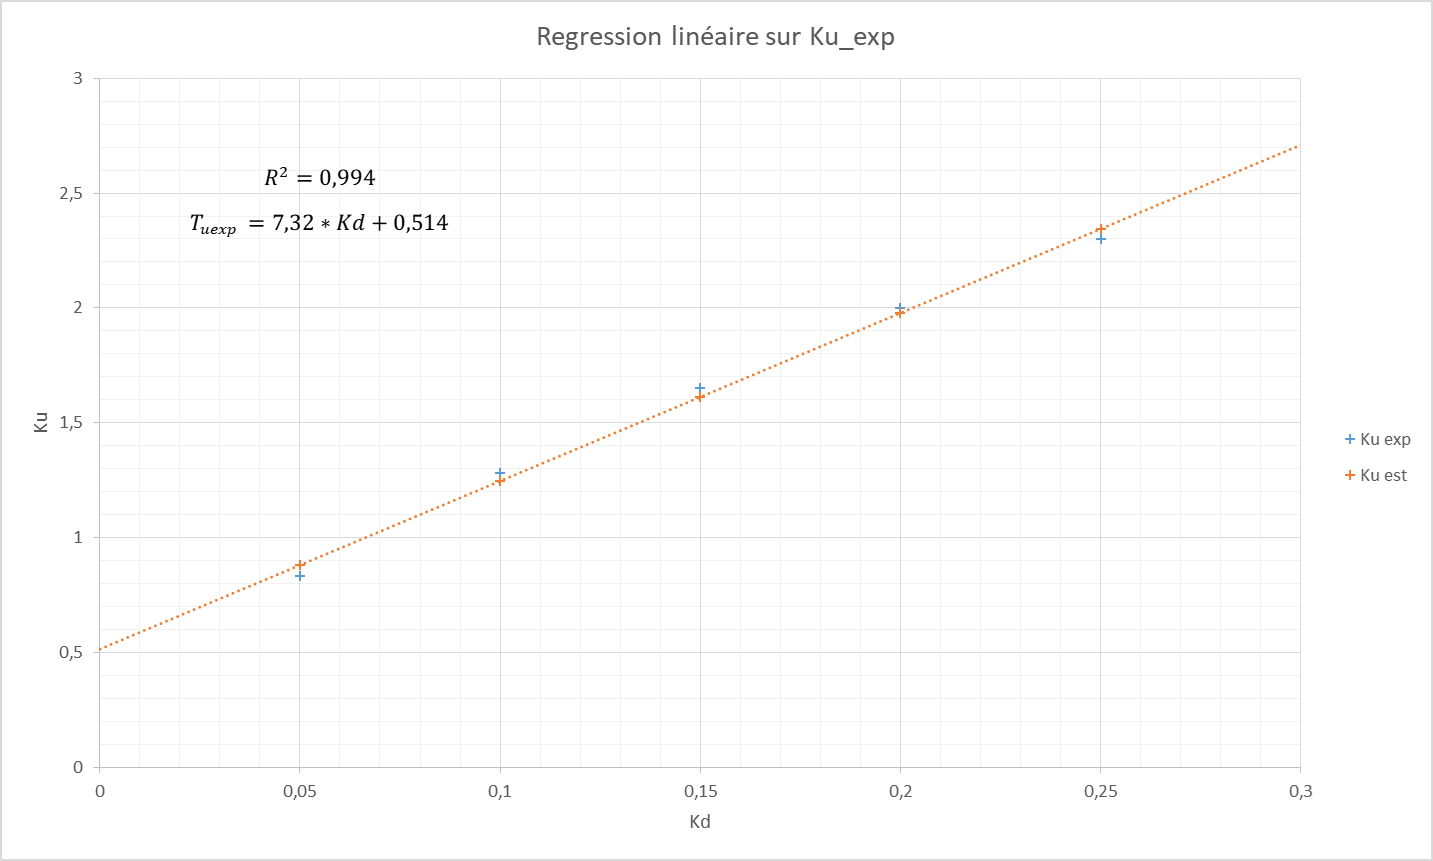 Regression linéaire sur Ku_exp
3
R² = 0,994
2,5
T_uexp = 7,32 ∗ Kd + 0,514
2
1,5
Ku
Ku exp
Ku est
1
0,5
0
0 0,05 0,1 0,15 0,2 0,25 0,3
Kd